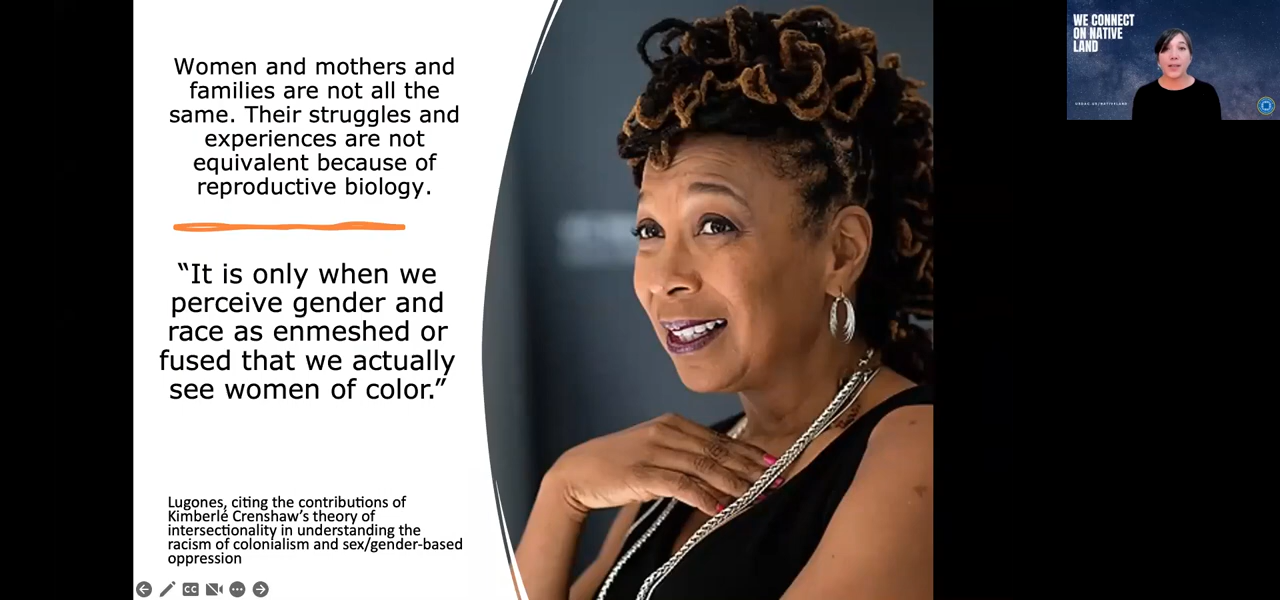 Women and mothers and
families are not all the
same. Their struggles and
experiences are not
equivalent because of
reproductive biology.
“It is only when we
perceive gender and
race as enmeshed or
fused that we actually
see women of color.”
Lugones, citing the contributions of
Kimberlé Crenshaw’s theory of
intersectionality in understanding the
racism of colonialism and sex/gender-based
oppression
CC
WE CONNECT
ON NATIVE
LAND